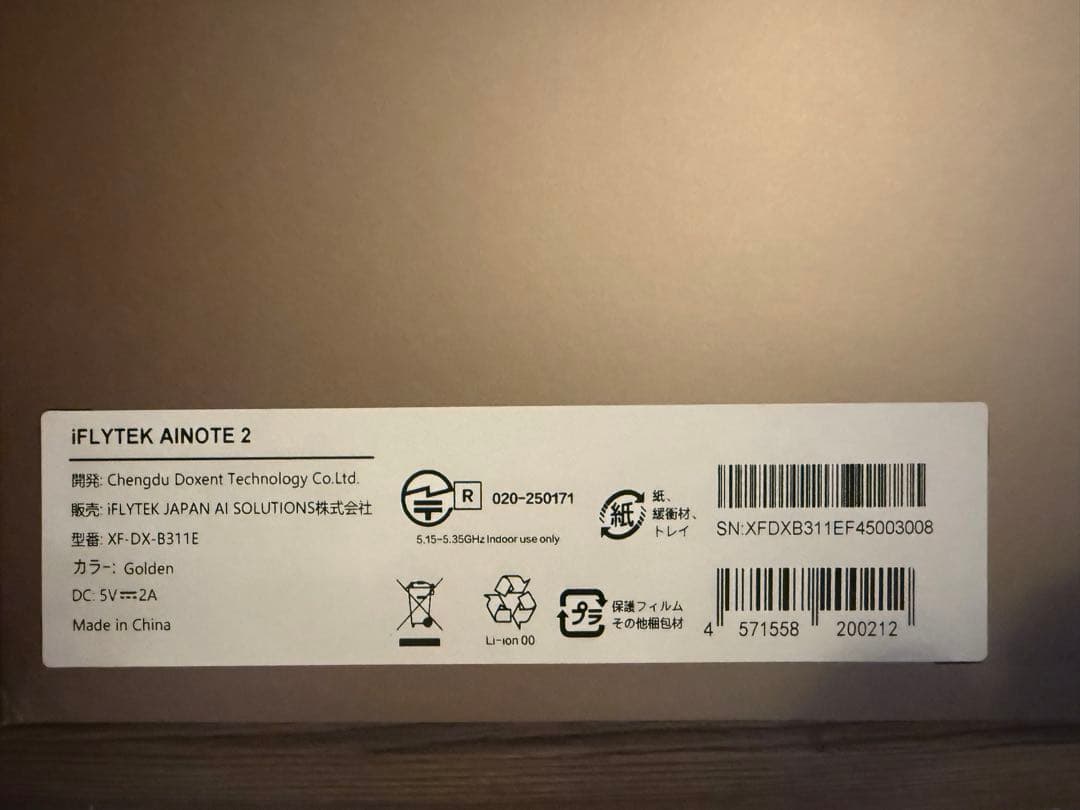 iFLYTEK AINOTE 2
開発: Chengdu Doxent Technology Co.Ltd.
販売: iFLYTEK JAPAN AI SOLUTIONS株式会社
型番: XF-DX-B311E
カラー: Golden
DC: 5V⎓2A
Made in China
R 020-250171
5.15-5.35GHz Indoor use only
紙
紙、
緩衝材、
トレイ
Li-ion 00
プラ
保護フィルム
その他梱包材
SN:XFDXB311EF45003008
4 571558 200212